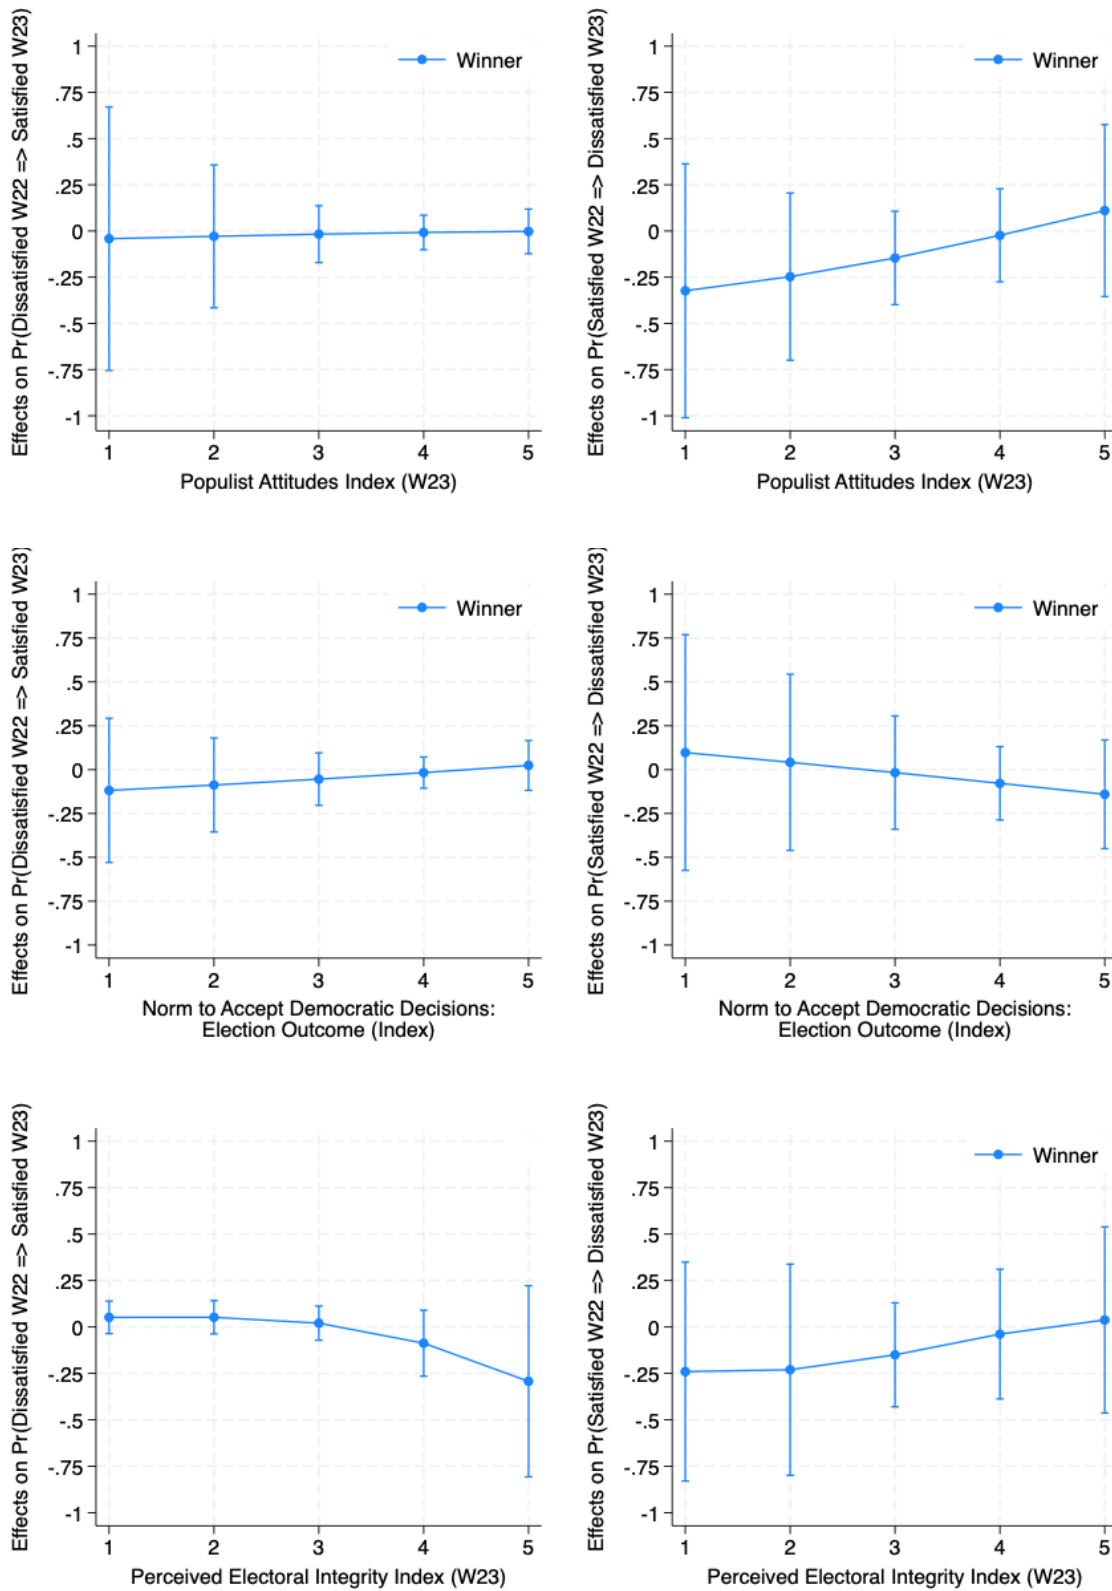 Effects on Pr(Dissatisfied W22 => Satisfied W23)
1
.75
.5
.25
0
-.25
-.5
-.75
-1
Winner
1 2 3 4 5
Populist Attitudes Index (W23)
Effects on Pr(Satisfied W22 => Dissatisfied W23)
1
.75
.5
.25
0
-.25
-.5
-.75
-1
Winner
1 2 3 4 5
Populist Attitudes Index (W23)
Effects on Pr(Dissatisfied W22 => Satisfied W23)
1
.75
.5
.25
0
-.25
-.5
-.75
-1
Winner
1 2 3 4 5
Norm to Accept Democratic Decisions:
Election Outcome (Index)
Effects on Pr(Satisfied W22 => Dissatisfied W23)
1
.75
.5
.25
0
-.25
-.5
-.75
-1
Winner
1 2 3 4 5
Norm to Accept Democratic Decisions:
Election Outcome (Index)
Effects on Pr(Dissatisfied W22 => Satisfied W23)
1
.75
.5
.25
0
-.25
-.5
-.75
-1
1 2 3 4 5
Perceived Electoral Integrity Index (W23)
Effects on Pr(Satisfied W22 => Dissatisfied W23)
1
.75
.5
.25
0
-.25
-.5
-.75
-1
Winner
1 2 3 4 5
Perceived Electoral Integrity Index (W23)